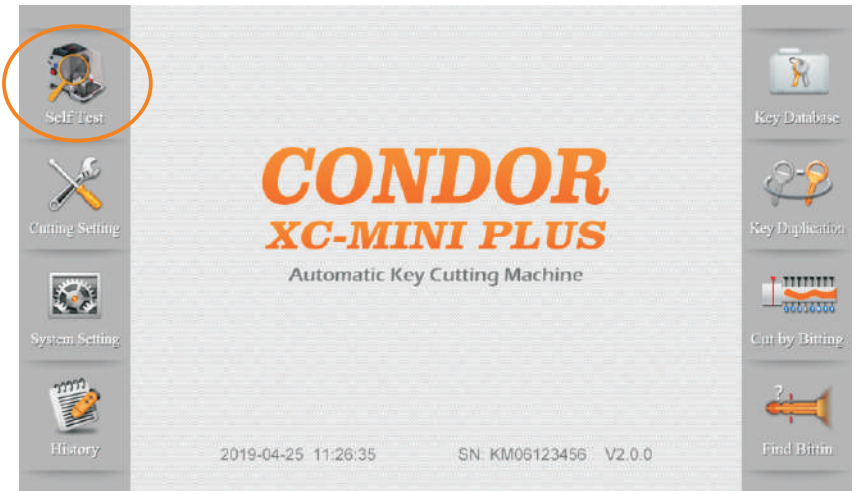 Self Test
Cutting Setting
System Setting
History
CONDOR
XC-MINI PLUS
Automatic Key Cutting Machine
2019-04-25 11:26:35 SN: KM06123456 V2.0.0
Key Database
Key Duplication
Cut by Bitting
?
Find Bittin